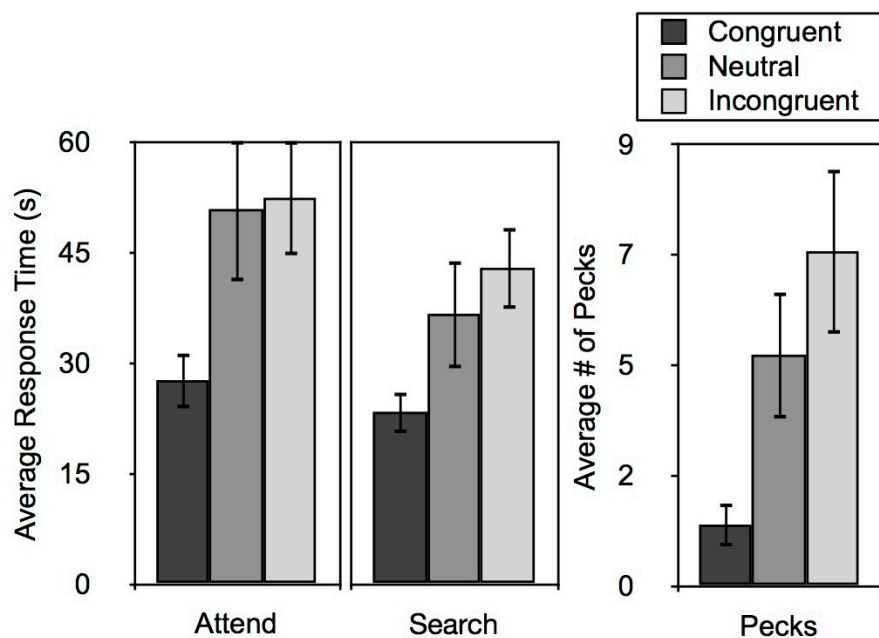 Congruent
Neutral
Incongruent
Average Response Time (s)
60
45
30
15
0
Attend
Search
Average # of Pecks
9
7
5
2
0
Pecks